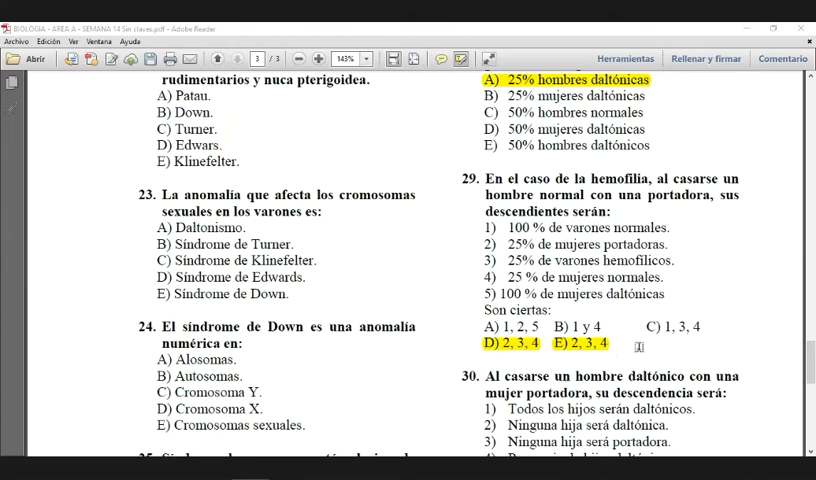 BIOLOGIA - AREA A - SEMANA 14 Sin claves.pdf - Adobe Reader
Archivo Edición Ver Ventana Ayuda
Abrir 3 / 3 143% Herramientas Rellenar y firmar Comentario
rudimentarios y nuca pterigoidea.
A) Patau.
B) Down.
C) Turner.
D) Edwars.
E) Klinefelter.
23. La anomalía que afecta los cromosomas
sexuales en los varones es:
A) Daltonismo.
B) Síndrome de Turner.
C) Síndrome de Klinefelter.
D) Síndrome de Edwards.
E) Síndrome de Down.
24. El síndrome de Down es una anomalía
numérica en:
A) Alosomas.
B) Autosomas.
C) Cromosoma Y.
D) Cromosoma X.
E) Cromosomas sexuales.
A) 25% hombres daltónicas
B) 25% mujeres daltónicas
C) 50% hombres normales
D) 50% mujeres daltónicas
E) 50% hombres daltónicos
29. En el caso de la hemofilia, al casarse un
hombre normal con una portadora, sus
descendientes serán:
1) 100 % de varones normales.
2) 25% de mujeres portadoras.
3) 25% de varones hemofílicos.
4) 25 % de mujeres normales.
5) 100 % de mujeres daltónicas
Son ciertas:
A) 1, 2, 5 B) 1 y 4 C) 1, 3, 4
D) 2, 3, 4 E) 2, 3, 4
30. Al casarse un hombre daltónico con una
mujer portadora, su descendencia será:
1) Todos los hijos serán daltónicos.
2) Ninguna hija será daltónica.
3) Ninguna hija será portadora.